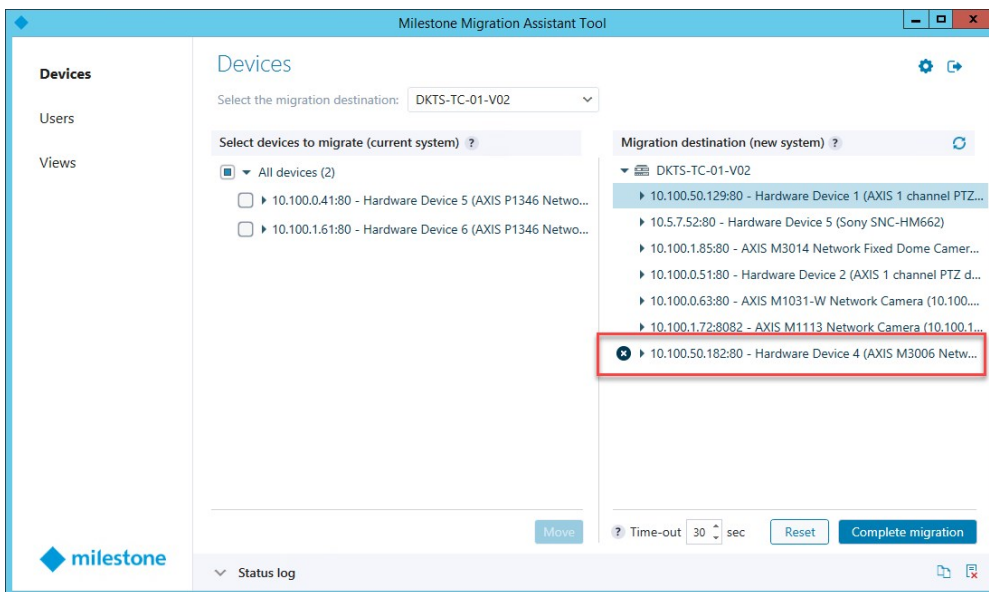 Milestone Migration Assistant Tool
Devices
Users
Views
Devices
Select the migration destination: DKTS-TC-01-V02
Select devices to migrate (current system) ?
All devices (2)
10.100.0.41:80 - Hardware Device 5 (AXIS P1346 Netwo...
10.100.1.61:80 - Hardware Device 6 (AXIS P1346 Netwo...
Move
Migration destination (new system) ?
DKTS-TC-01-V02
10.100.50.129:80 - Hardware Device 1 (AXIS 1 channel PTZ...
10.5.7.52:80 - Hardware Device 5 (Sony SNC-HM662)
10.100.1.85:80 - AXIS M3014 Network Fixed Dome Camer...
10.100.0.51:80 - Hardware Device 2 (AXIS 1 channel PTZ d...
10.100.0.63:80 - AXIS M1031-W Network Camera (10.100....
10.100.1.72:8082 - AXIS M1113 Network Camera (10.100.1...
10.100.50.182:80 - Hardware Device 4 (AXIS M3006 Netw...
? Time-out 30 sec Reset Complete migration
milestone
Status log